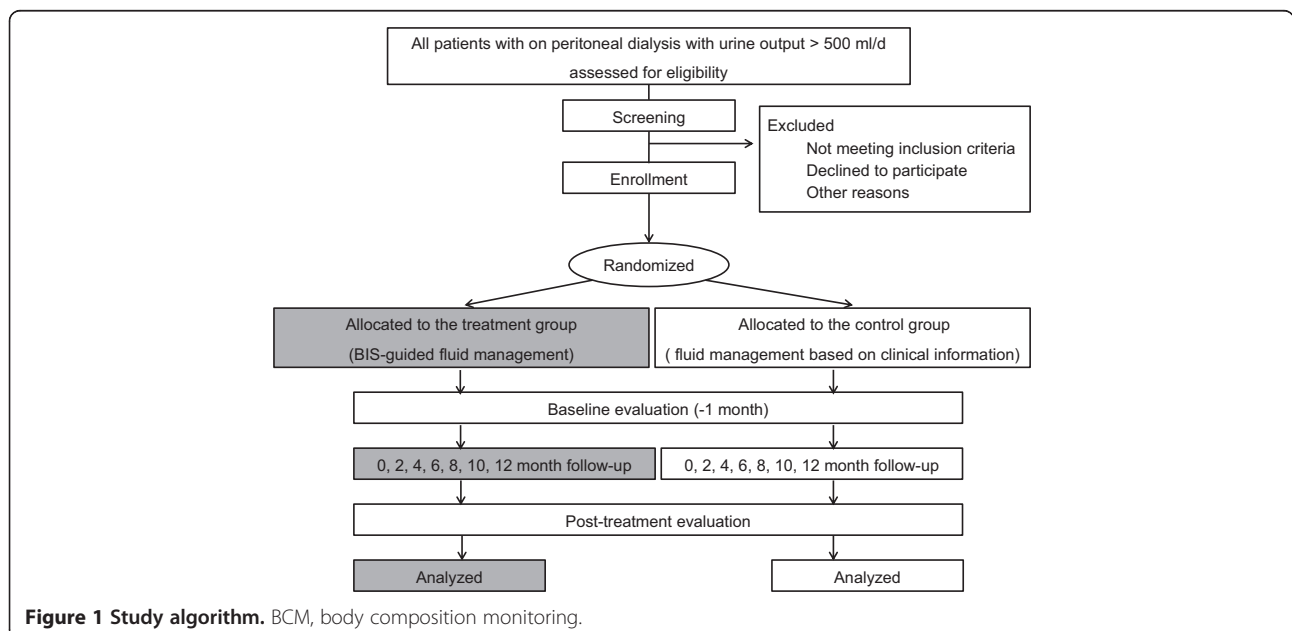 All patients with on peritoneal dialysis with urine output > 500 ml/d
assessed for eligibility
Screening
Excluded
Not meeting inclusion criteria
Declined to participate
Other reasons
Enrollment
Randomized
Allocated to the treatment group
(BIS-guided fluid management)
Allocated to the control group
( fluid management based on clinical information)
Baseline evaluation (-1 month)
0, 2, 4, 6, 8, 10, 12 month follow-up
0, 2, 4, 6, 8, 10, 12 month follow-up
Post-treatment evaluation
Analyzed
Analyzed
Figure 1 Study algorithm. BCM, body composition monitoring.